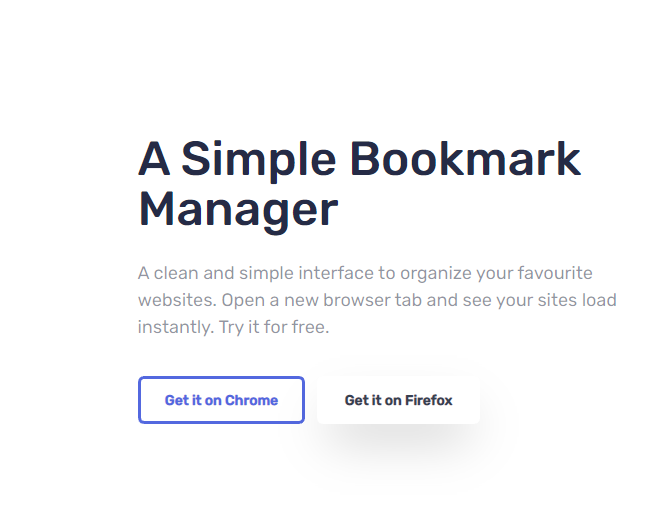 A Simple Bookmark
Manager
A clean and simple interface to organize your favourite
websites. Open a new browser tab and see your sites load
instantly. Try it for free.
Get it on Chrome
Get it on Firefox